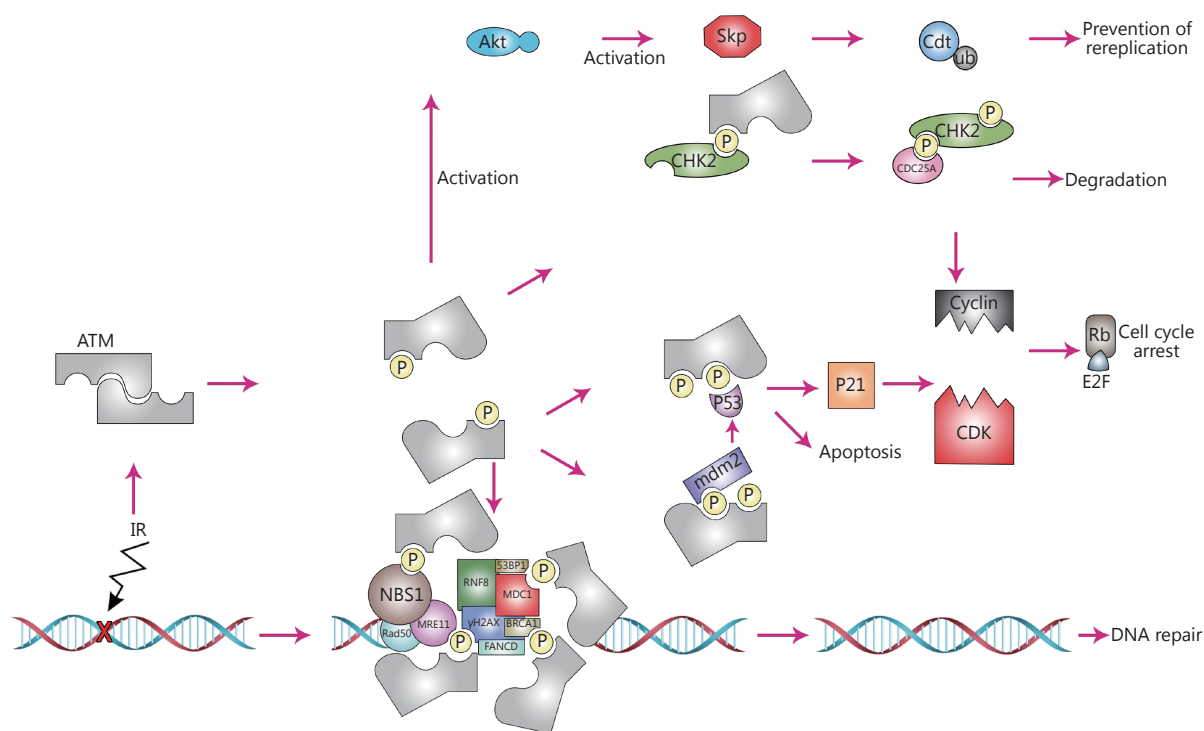 Akt
Activation
Skp
Cdt
ub
Prevention of
rereplication
P
CHK2
P
CHK2
P
CDC25A
Activation
Degradation
Cyclin
ATM
P
Rb
Cell cycle
arrest
E2F
P
P
P53
P21
CDK
P
Apoptosis
mdm2
P
P
IR
P
NBS1
RNF8
53BP1
MDC1
P
Rad50
MRE11
γH2AX
BRCA1
P
P
FANCD
X
DNA repair